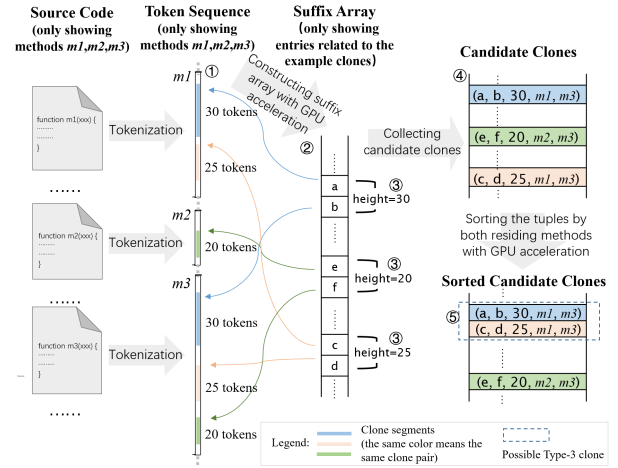 Source Code
(only showing
methods m1,m2,m3)
Token Sequence
(only showing
methods m1,m2,m3)
Suffix Array
(only showing
entries related to the
example clones)
Candidate Clones
function m1(xxx) {
........
........
}
......
function m2(xxx) {
........
........
}
......
function m3(xxx) {
........
........
}
......
Tokenization
Tokenization
Tokenization
m1
①
30 tokens
25 tokens
m2
20 tokens
m3
30 tokens
25 tokens
20 tokens
Constructing suffix
array with GPU
acceleration
②
a
b
③
height=30
e
f
③
height=20
c
d
③
height=25
Collecting
candidate clones
④
(a, b, 30, m1, m3)
(e, f, 20, m2, m3)
(c, d, 25, m1, m3)
Sorting the tuples by
both residing methods
with GPU acceleration
Sorted Candidate Clones
⑤
(a, b, 30, m1, m3)
(c, d, 25, m1, m3)
(e, f, 20, m2, m3)
Legend:
Clone segments
(the same color means the
same clone pair)
Possible Type-3 clone